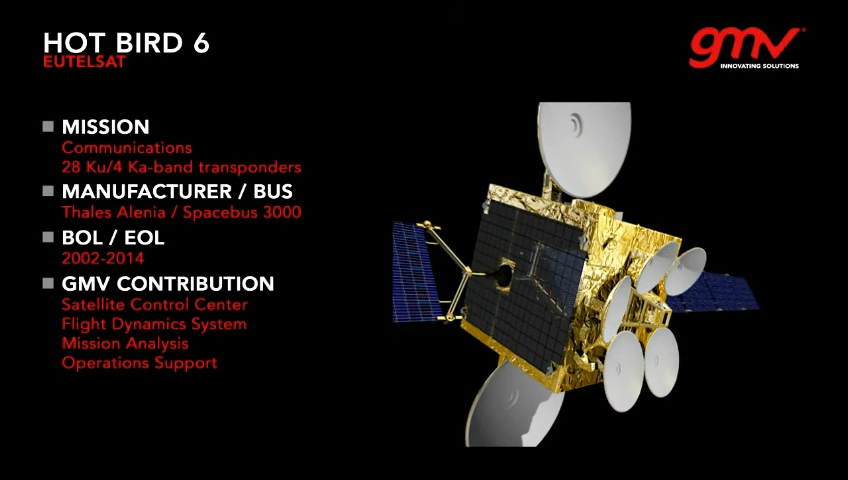 HOT BIRD 6
EUTELSAT
gmv
INNOVATING SOLUTIONS
MISSION
Communications
28 Ku/4 Ka-band transponders
MANUFACTURER / BUS
Thales Alenia / Spacebus 3000
BOL / EOL
2002-2014
GMV CONTRIBUTION
Satellite Control Center
Flight Dynamics System
Mission Analysis
Operations Support